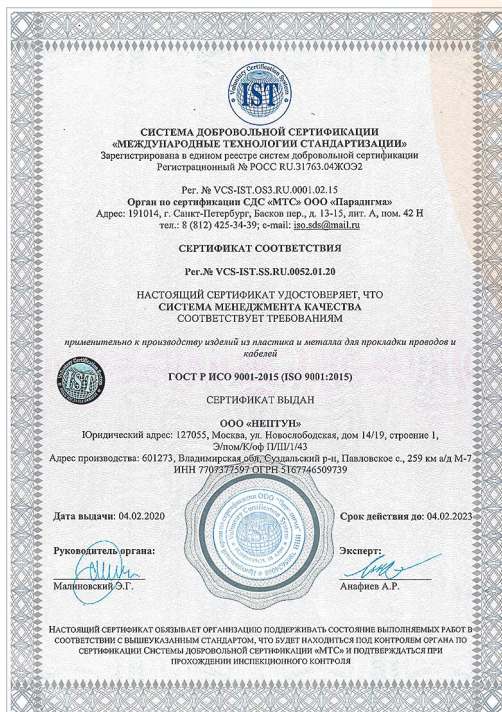 Voluntary Certification System
IST
СИСТЕМА ДОБРОВОЛЬНОЙ СЕРТИФИКАЦИИ
«МЕЖДУНАРОДНЫЕ ТЕХНОЛОГИИ СТАНДАРТИЗАЦИИ»
Зарегистрирована в едином реестре систем добровольной сертификации
Регистрационный № РОСС RU.31763.04ЖОЭ2
Рег. № VCS-IST.OS3.RU.0001.02.15
Орган по сертификации СДС «МТС» ООО «Парадигма»
Адрес: 191014, г. Санкт-Петербург, Басков пер., д. 13-15, лит. А, пом. 42 Н
тел.: 8 (812) 425-34-39; e-mail: iso.sds@mail.ru
СЕРТИФИКАТ СООТВЕТСТВИЯ
Рег.№ VCS-IST.SS.RU.0052.01.20
НАСТОЯЩИЙ СЕРТИФИКАТ УДОСТОВЕРЯЕТ, ЧТО
СИСТЕМА МЕНЕДЖМЕНТА КАЧЕСТВА
СООТВЕТСТВУЕТ ТРЕБОВАНИЯМ
применительно к производству изделий из пластика и металла для прокладки проводов и
кабелей
IST
ГОСТ Р ИСО 9001-2015 (ISO 9001:2015)
СЕРТИФИКАТ ВЫДАН
ООО «НЕПТУН»
Юридический адрес: 127055, Москва, ул. Новослободская, дом 14/19, строение 1,
Э/пом/К/оф П/III/1/43
Адрес производства: 601273, Владимирская обл, Суздальский р-н, Павловское с., 259 км а/д М-7
ИНН 7707377597 ОГРН 5167746509739
Дата выдачи: 04.02.2020
Срок действия до: 04.02.2023
Руководитель органа:
Эксперт:
Малиновский Э.Г.
Анафиев А.Р.
НАСТОЯЩИЙ СЕРТИФИКАТ ОБЯЗЫВАЕТ ОРГАНИЗАЦИЮ ПОДДЕРЖИВАТЬ СОСТОЯНИЕ ВЫПОЛНЯЕМЫХ РАБОТ В
СООТВЕТСТВИИ С ВЫШЕУКАЗАННЫМ СТАНДАРТОМ, ЧТО БУДЕТ НАХОДИТЬСЯ ПОД КОНТРОЛЕМ ОРГАНА ПО
СЕРТИФИКАЦИИ СИСТЕМЫ ДОБРОВОЛЬНОЙ СЕРТИФИКАЦИИ «МТС» И ПОДТВЕРЖДАТЬСЯ ПРИ
ПРОХОЖДЕНИИ ИНСПЕКЦИОННОГО КОНТРОЛЯ